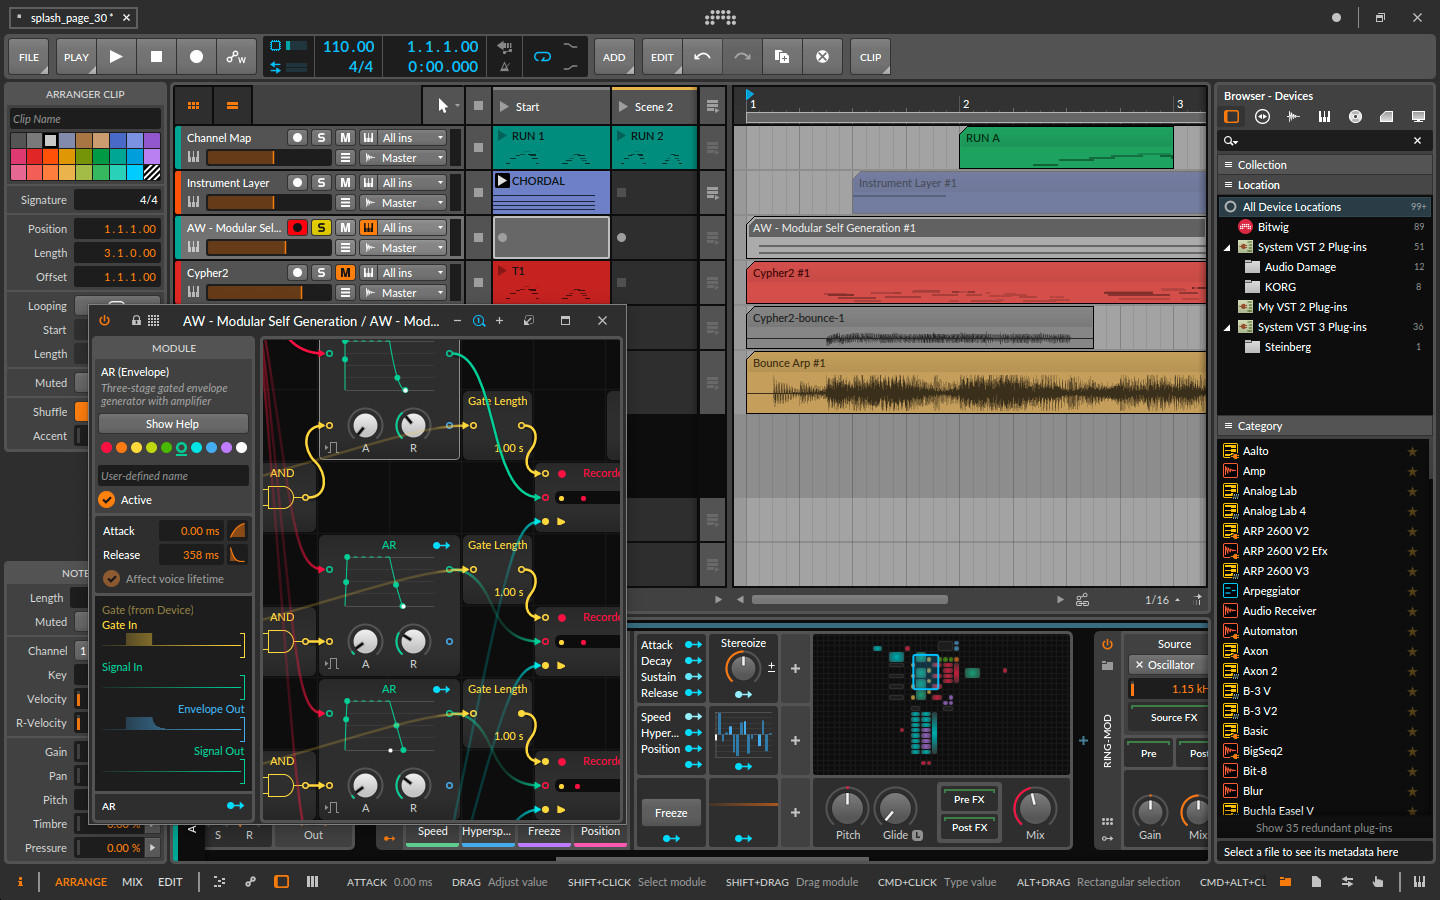 splash_page_30 *
FILE
PLAY
110.00
4/4
1.1.1.00
0:00.000
ADD
EDIT
CLIP
ARRANGER CLIP
Clip Name
Signature 4/4
Position 1.1.1.00
Length 3.1.0.00
Offset 1.1.1.00
Looping
Start
Length
Muted
Shuffle
Accent
Start
Scene 2
Channel Map S M All ins
Master
RUN 1
RUN 2
Instrument Layer S M All ins
Master
CHORDAL
AW - Modular Sel... S M All ins
Master
Cypher2 S M All ins
Master
T1
1
2
3
RUN A
Instrument Layer #1
AW - Modular Self Generation #1
Cypher2 #1
Cypher2-bounce-1
Bounce Arp #1
1/16
Browser - Devices
Collection
Location
All Device Locations 99+
Bitwig 89
System VST 2 Plug-ins 51
Audio Damage 12
KORG 8
My VST 2 Plug-ins
System VST 3 Plug-ins 36
Steinberg 1
Category
Aalto
Amp
Analog Lab
Analog Lab 4
ARP 2600 V2
ARP 2600 V2 Efx
ARP 2600 V3
Arpeggiator
Audio Receiver
Automaton
Axon
Axon 2
B-3 V
B-3 V2
Basic
BigSeq2
Bit-8
Blur
Buchla Easel V
Show 35 redundant plug-ins
Select a file to see its metadata here
AW - Modular Self Generation / AW - Mod...
MODULE
AR (Envelope)
Three-stage gated envelope
generator with amplifier
Show Help
User-defined name
Active
Attack 0.00 ms
Release 358 ms
Affect voice lifetime
Gate (from Device)
Gate In
Signal In
Envelope Out
Signal Out
AR
A
R
Gate Length
1.00 s
AND
Recorde
AR
Gate Length
1.00 s
AND
A
R
Recorde
AR
Gate Length
1.00 s
AND
A
R
Recorde
NOTE
Length
Muted
Channel 1
Key
Velocity
R-Velocity
Gain
Pan
Pitch
Timbre 0.00 %
Pressure 0.00 %
S
R
Out
Speed
Hypersp...
Freeze
Position
Attack
Decay
Sustain
Release
Stereoize
Speed
Hyper...
Position
Freeze
Pitch
Glide L
Pre FX
Post FX
Mix
RING-MOD
Source
Oscillator
1.15 kH
Source FX
Pre
Post
Gain
Mix
ARRANGE
MIX
EDIT
ATTACK 0.00 ms
DRAG Adjust value
SHIFT+CLICK Select module
SHIFT+DRAG Drag module
CMD+CLICK Type value
ALT+DRAG Rectangular selection
CMD+ALT+CL